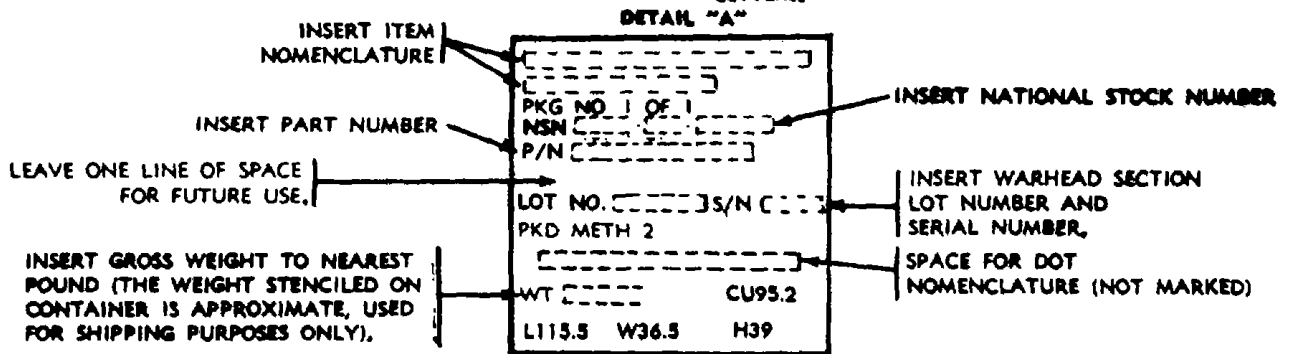 DETAIL "A"
INSERT ITEM
NOMENCLATURE
PKG NO 1 OF 1
NSN
INSERT NATIONAL STOCK NUMBER
INSERT PART NUMBER
P/N
LEAVE ONE LINE OF SPACE
FOR FUTURE USE.
LOT NO. S/N
INSERT WARHEAD SECTION
LOT NUMBER AND
SERIAL NUMBER.
PKD METH 2
INSERT GROSS WEIGHT TO NEAREST
POUND (THE WEIGHT STENCILED ON
CONTAINER IS APPROXIMATE, USED
FOR SHIPPING PURPOSES ONLY).
SPACE FOR DOT
NOMENCLATURE (NOT MARKED)
WT CU95.2
L115.5 W36.5 H39